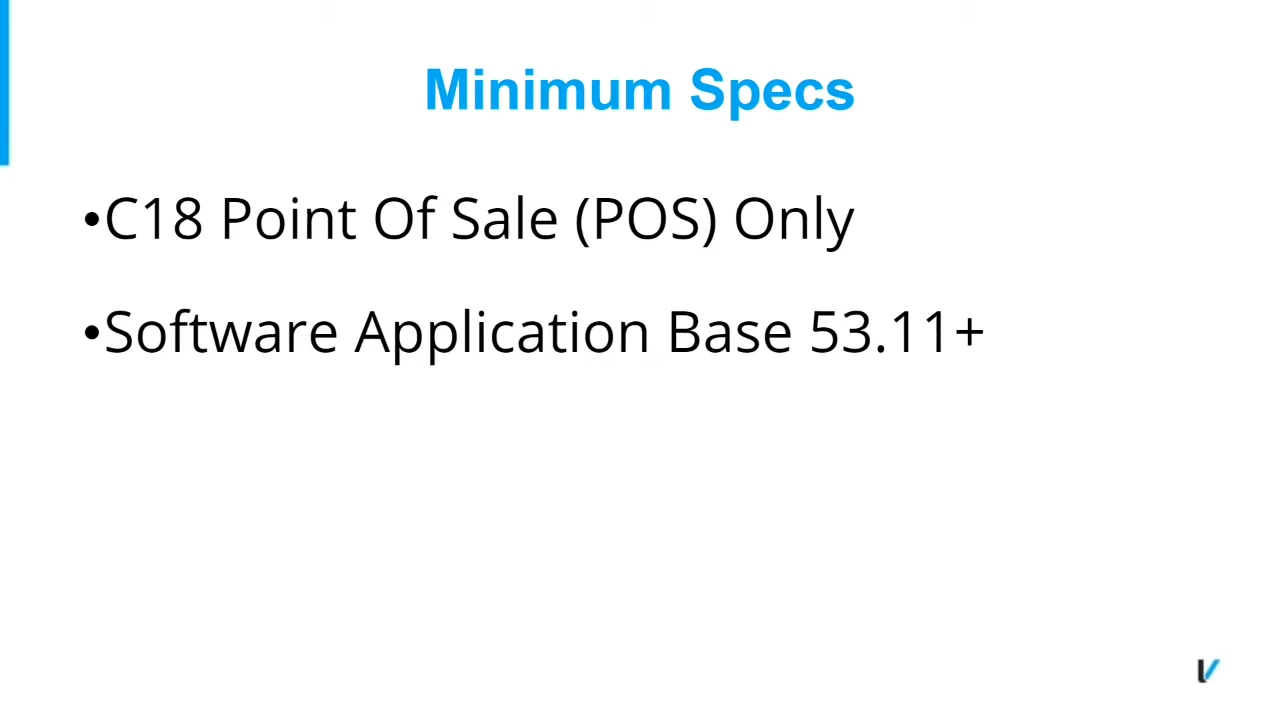 Minimum Specs
•C18 Point Of Sale (POS) Only
•Software Application Base 53.11+